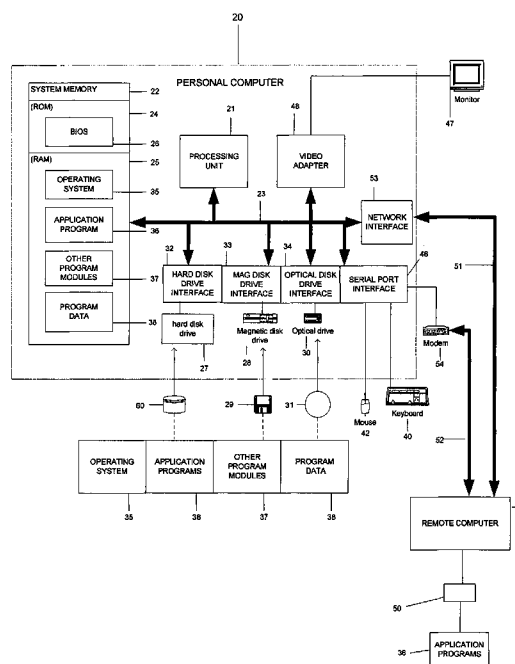 20
PERSONAL COMPUTER
SYSTEM MEMORY
22
(ROM)
24
BIOS
26
(RAM)
25
OPERATING
SYSTEM
35
APPLICATION
PROGRAM
36
OTHER
PROGRAM
MODULES
37
PROGRAM
DATA
38
21
PROCESSING
UNIT
48
VIDEO
ADAPTER
Monitor
47
23
53
NETWORK
INTERFACE
51
32
HARD DISK
DRIVE
INTERFACE
33
MAG DISK
DRIVE
INTERFACE
34
OPTICAL DISK
DRIVE
INTERFACE
46
SERIAL PORT
INTERFACE
hard disk
drive
27
Magnetic disk
drive
28
Optical drive
30
Modem
54
60
29
31
Mouse
42
Keyboard
40
52
OPERATING
SYSTEM
35
APPLICATION
PROGRAMS
36
OTHER
PROGRAM
MODULES
37
PROGRAM
DATA
38
REMOTE COMPUTER
50
APPLICATION
PROGRAMS
36